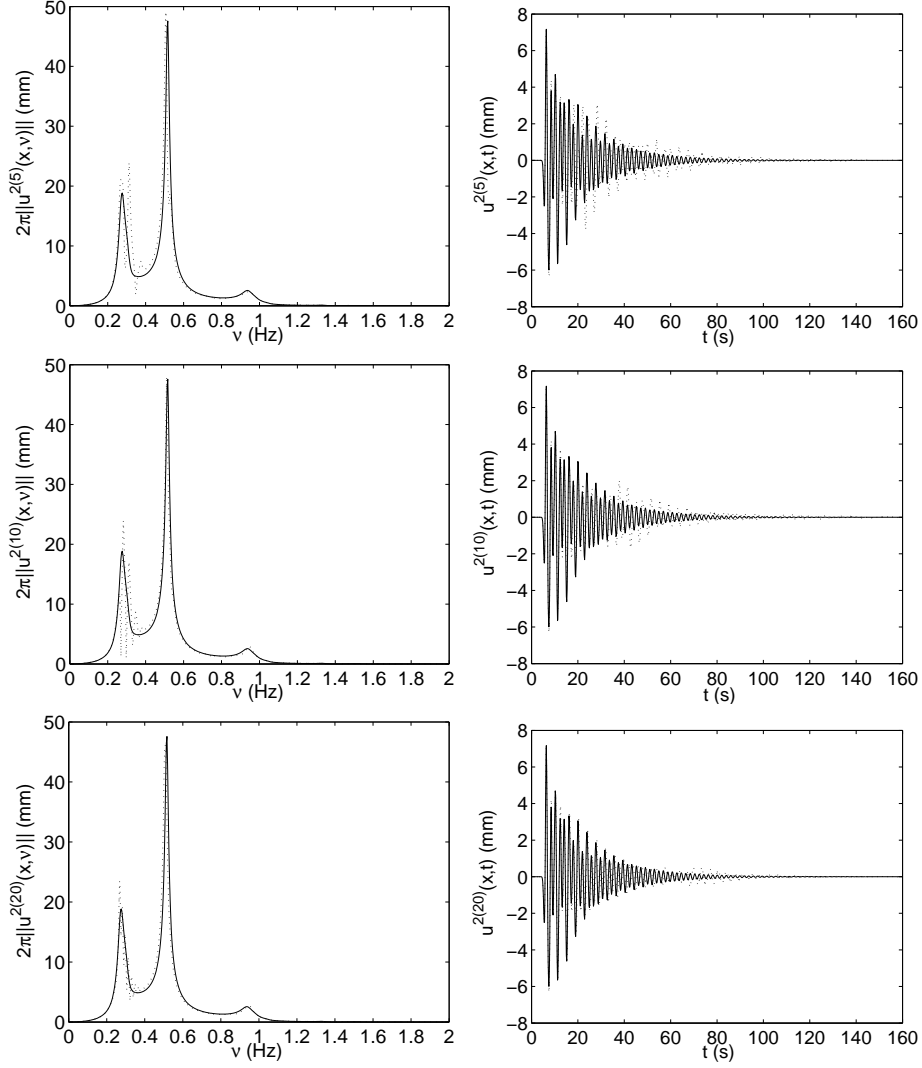 50
40
30
20
10
0
2π||u²⁽⁵⁾(x,ν)|| (mm)
0 0.2 0.4 0.6 0.8 1 1.2 1.4 1.6 1.8 2
ν (Hz)
8
6
4
2
0
−2
−4
−6
−8
u²⁽⁵⁾(x,t) (mm)
0 20 40 60 80 100 120 140 160
t (s)
50
40
30
20
10
0
2π||u²⁽¹⁰⁾(x,ν)|| (mm)
0 0.2 0.4 0.6 0.8 1 1.2 1.4 1.6 1.8 2
ν (Hz)
8
6
4
2
0
−2
−4
−6
−8
u²⁽¹⁰⁾(x,t) (mm)
0 20 40 60 80 100 120 140 160
t (s)
50
40
30
20
10
0
2π||u²⁽²⁰⁾(x,ν)|| (mm)
0 0.2 0.4 0.6 0.8 1 1.2 1.4 1.6 1.8 2
ν (Hz)
8
6
4
2
0
−2
−4
−6
−8
u²⁽²⁰⁾(x,t) (mm)
0 20 40 60 80 100 120 140 160
t (s)